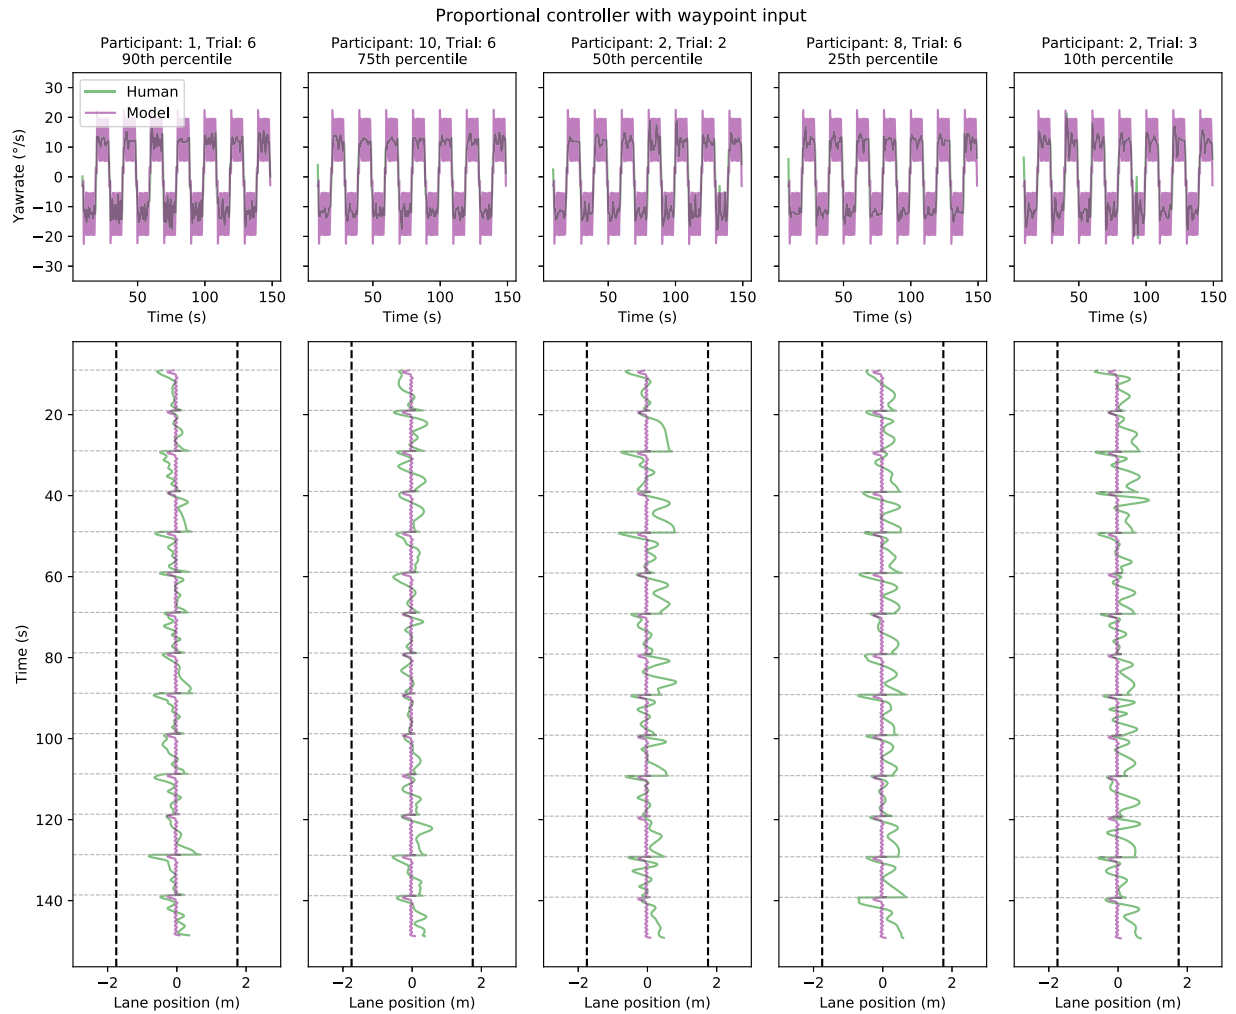 Proportional controller with waypoint input
Participant: 1, Trial: 6
90th percentile
Participant: 10, Trial: 6
75th percentile
Participant: 2, Trial: 2
50th percentile
Participant: 8, Trial: 6
25th percentile
Participant: 2, Trial: 3
10th percentile
Human
Model
Yawrate (°/s)
30
20
10
0
−10
−20
−30
50 100 150
50 100 150
50 100 150
50 100 150
50 100 150
Time (s)
Time (s)
Time (s)
Time (s)
Time (s)
Time (s)
20
40
60
80
100
120
140
−2 0 2
−2 0 2
−2 0 2
−2 0 2
−2 0 2
Lane position (m)
Lane position (m)
Lane position (m)
Lane position (m)
Lane position (m)